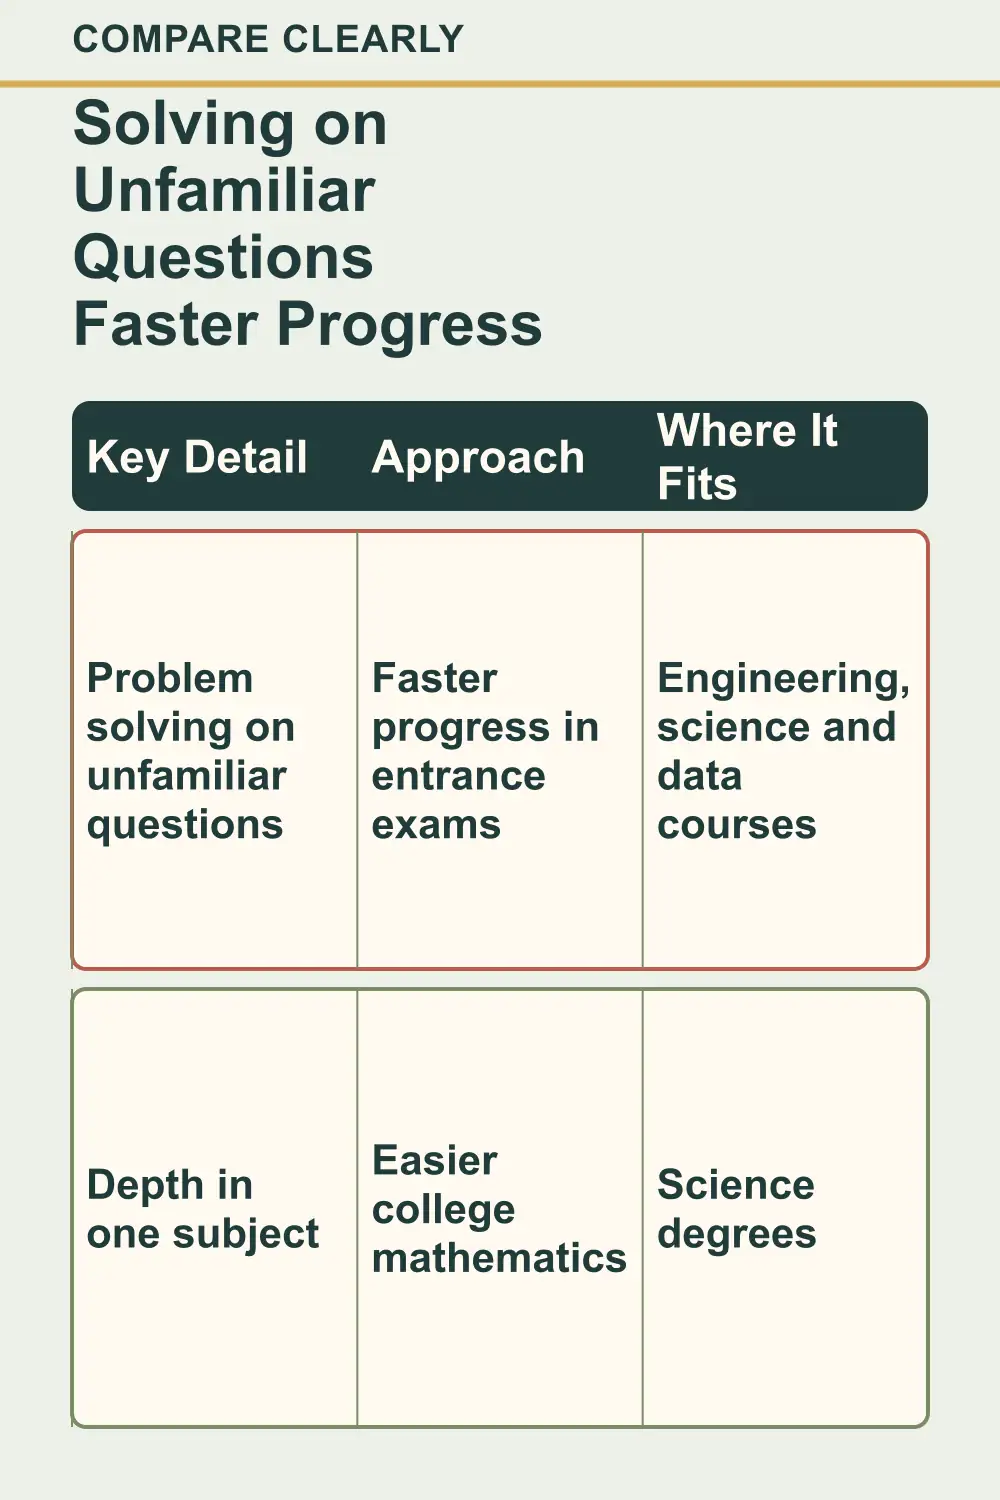 COMPARE CLEARLY
Solving on
Unfamiliar
Questions
Faster Progress
Key Detail
Approach
Where It
Fits
Problem
solving on
unfamiliar
questions
Faster
progress in
entrance
exams
Engineering,
science and
data
courses
Depth in
one subject
Easier
college
mathematics
Science
degrees